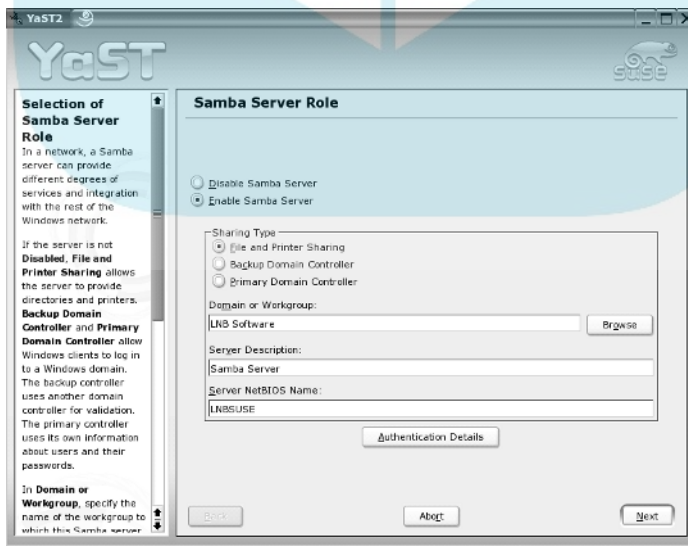 YaST2
YaST
suse
Selection of
Samba Server
Role
In a network, a Samba
server can provide
different degrees of
services and integration
with the rest of the
Windows network.
If the server is not
Disabled, File and
Printer Sharing allows
the server to provide
directories and printers.
Backup Domain
Controller and Primary
Domain Controller allow
Windows clients to log in
to a Windows domain.
The backup controller
uses another domain
controller for validation.
The primary controller
uses its own information
about users and their
passwords.
In Domain or
Workgroup, specify the
name of the workgroup to
which this Samba server
Samba Server Role
Disable Samba Server
Enable Samba Server
Sharing Type
File and Printer Sharing
Backup Domain Controller
Primary Domain Controller
Domain or Workgroup:
LNB Software
Browse
Server Description:
Samba Server
Server NetBIOS Name:
LNBSUSE
Authentication Details
Back
Abort
Next